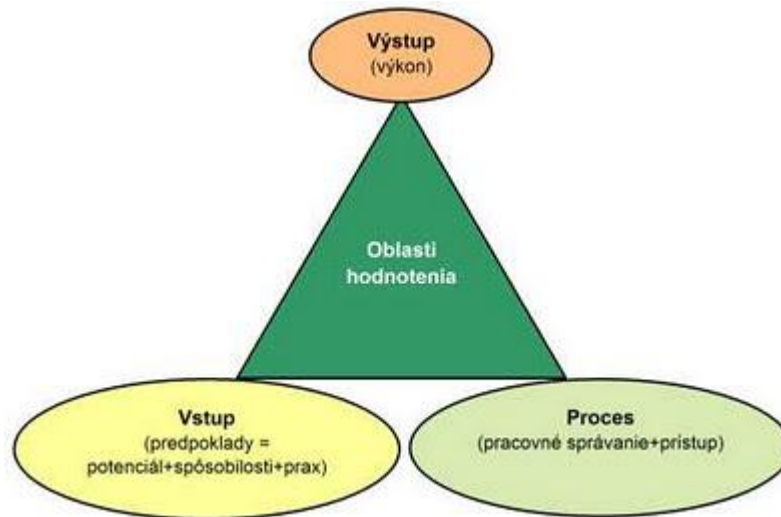 Výstup
(výkon)
Oblasti
hodnotenia
Vstup
(predpoklady =
potenciál+spôsobilosti+prax)
Proces
(pracovné správanie+prístup)